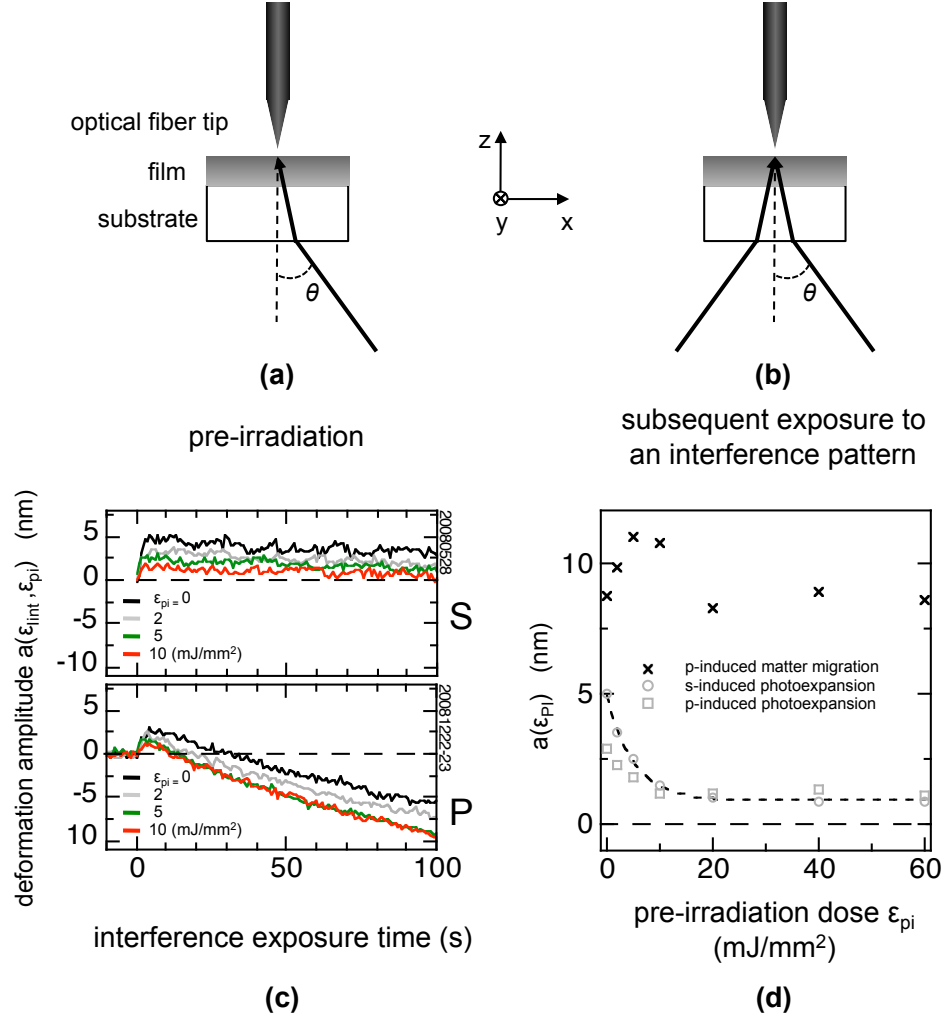 optical fiber tip
film
substrate
θ
z
y
x
θ
(a)
(b)
pre-irradiation
subsequent exposure to
an interference pattern
deformation amplitude a(εIint, εpi) (nm)
5
0
-5
-10
20080528
S
εpi = 0
2
5
10 (mJ/mm²)
5
0
-5
10
20081222-23
P
εpi = 0
2
5
10 (mJ/mm²)
0
50
100
interference exposure time (s)
(c)
a(εPI) (nm)
10
5
0
p-induced matter migration
s-induced photoexpansion
p-induced photoexpansion
0
20
40
60
pre-irradiation dose εpi
(mJ/mm²)
(d)